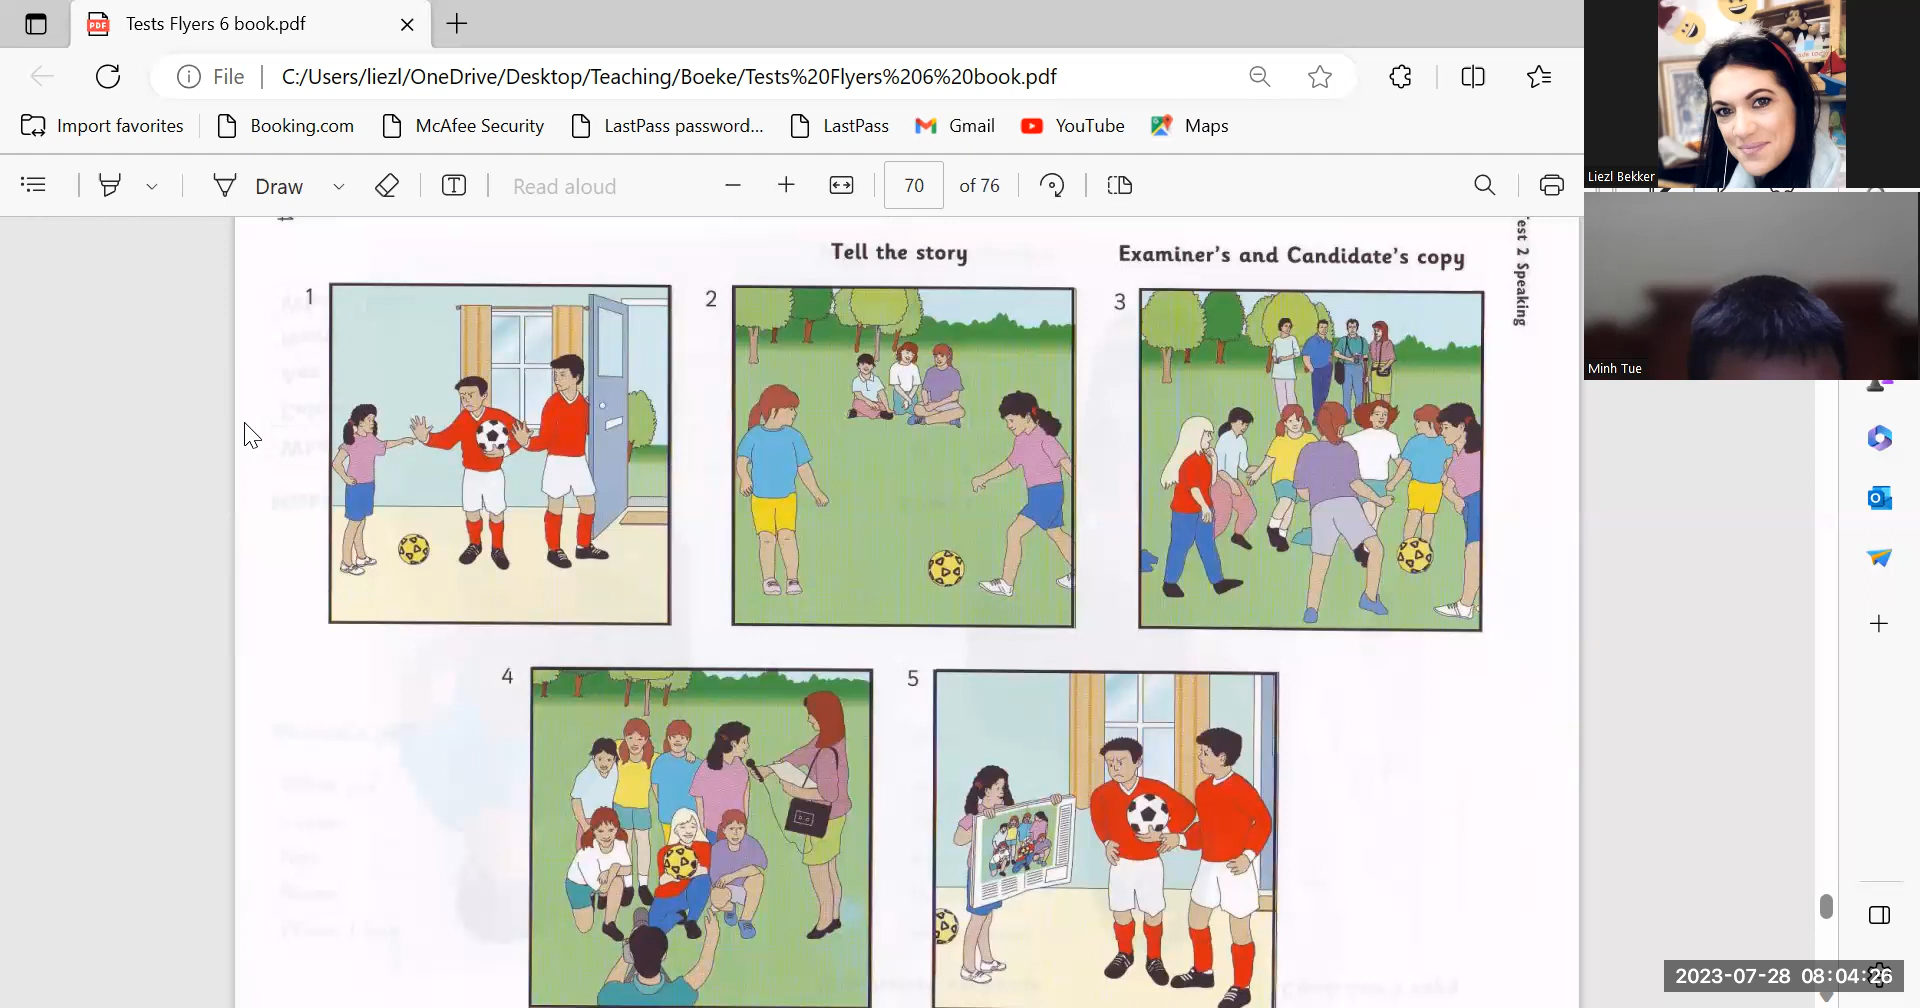 Tests Flyers 6 book.pdf
File
C:/Users/liezl/OneDrive/Desktop/Teaching/Boeke/Tests%20Flyers%206%20book.pdf
Import favorites
Booking.com
McAfee Security
LastPass password...
LastPass
Gmail
YouTube
Maps
Draw
Read aloud
70 of 76
Liezl Bekker
Minh Tue
Tell the story
Examiner's and Candidate's copy
est 2 Speaking
1
2
3
4
5
2023-07-28 08:04:26